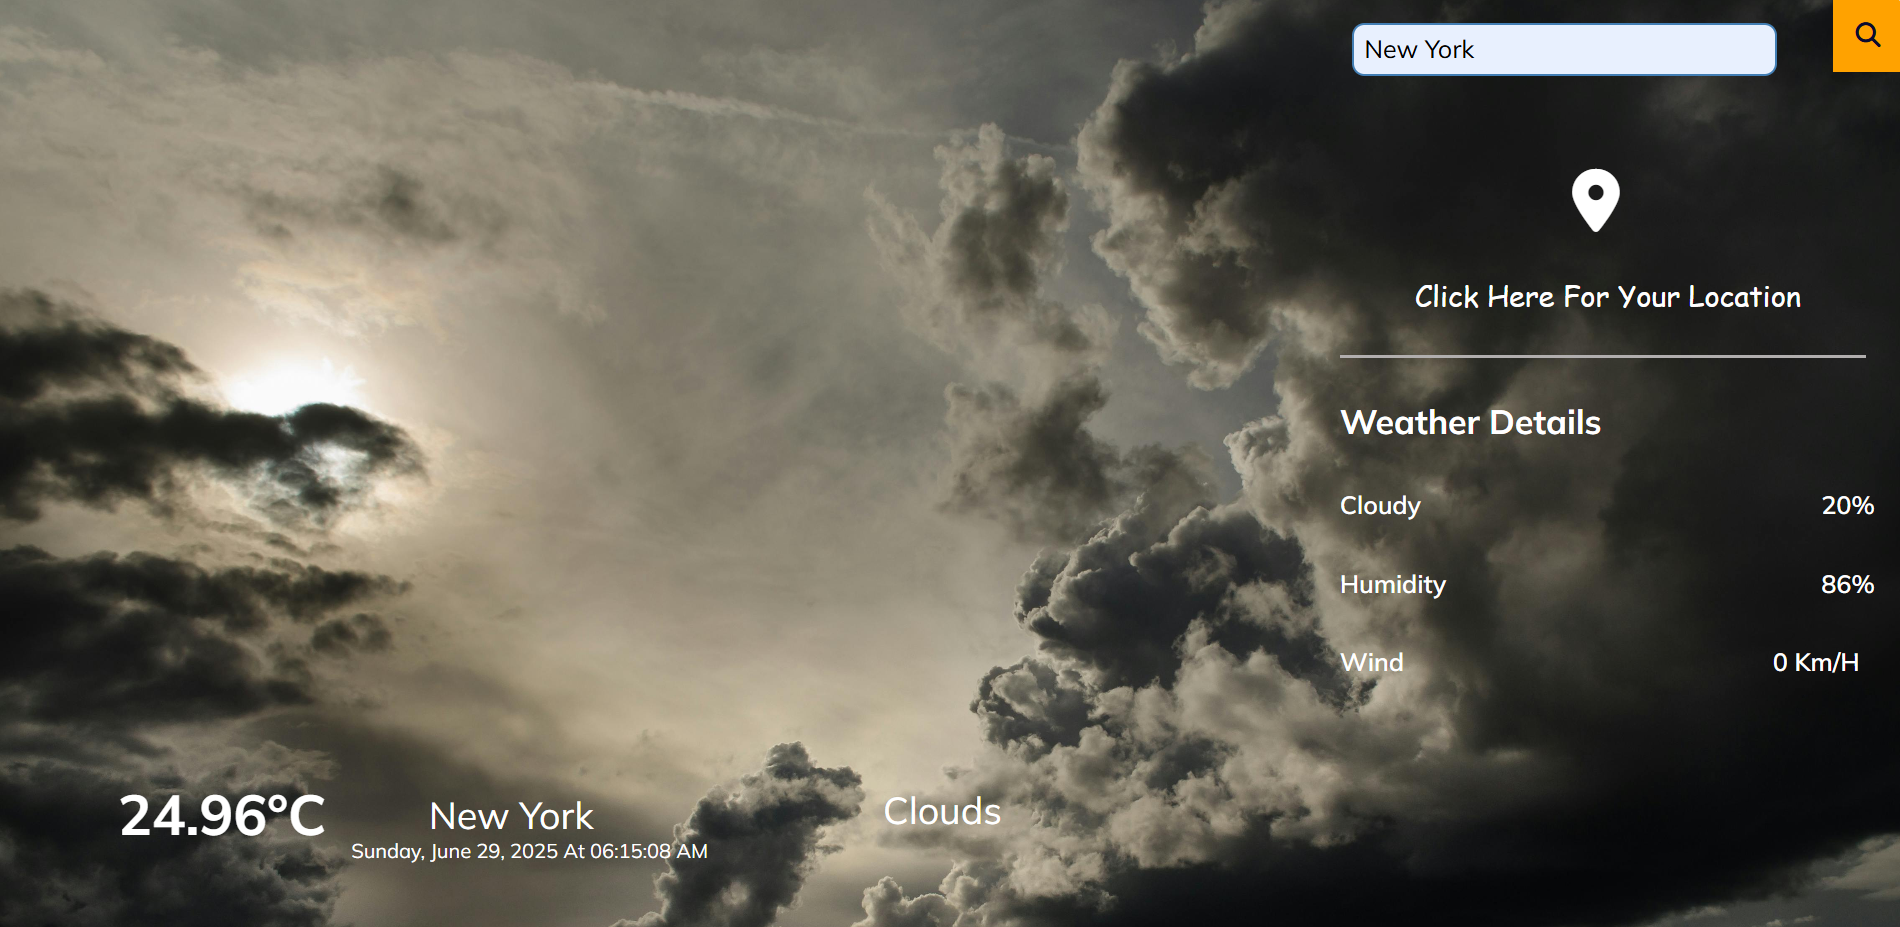 New York
Click Here For Your Location
Weather Details
Cloudy 20%
Humidity 86%
Wind 0 Km/H
24.96°C
New York
Sunday, June 29, 2025 At 06:15:08 AM
Clouds